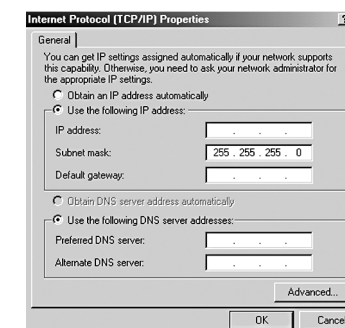 Internet Protocol (TCP/IP) Properties ?
General
You can get IP settings assigned automatically if your network supports
this capability. Otherwise, you need to ask your network administrator for
the appropriate IP settings.
Obtain an IP address automatically
Use the following IP address:
IP address: . . .
Subnet mask: 255 . 255 . 255 . 0
Default gateway: . . .
Obtain DNS server address automatically
Use the following DNS server addresses:
Preferred DNS server: . . .
Alternate DNS server: . . .
Advanced...
OK Cance